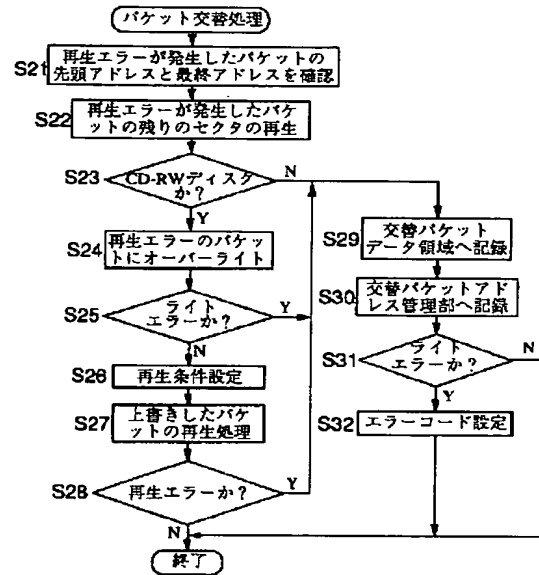 パケット交替処理
S21
再生エラーが発生したパケットの
先頭アドレスと最終アドレスを確認
S22
再生エラーが発生したパケ
ットの残りのセクタの再生
S23
CD-RWディスク
か?
N
Y
S24
再生エラーのパケッ
トにオーバーライト
S25
ライト
エラーか?
Y
N
S26
再生条件設定
S27
上書きしたパケ
ットの再生処理
S28
再生エラーか?
Y
N
終了
S29
交替パケット
データ領域へ記録
S30
交替パケットアド
レス管理部へ記録
S31
ライト
エラーか?
N
Y
S32
エラーコード設定